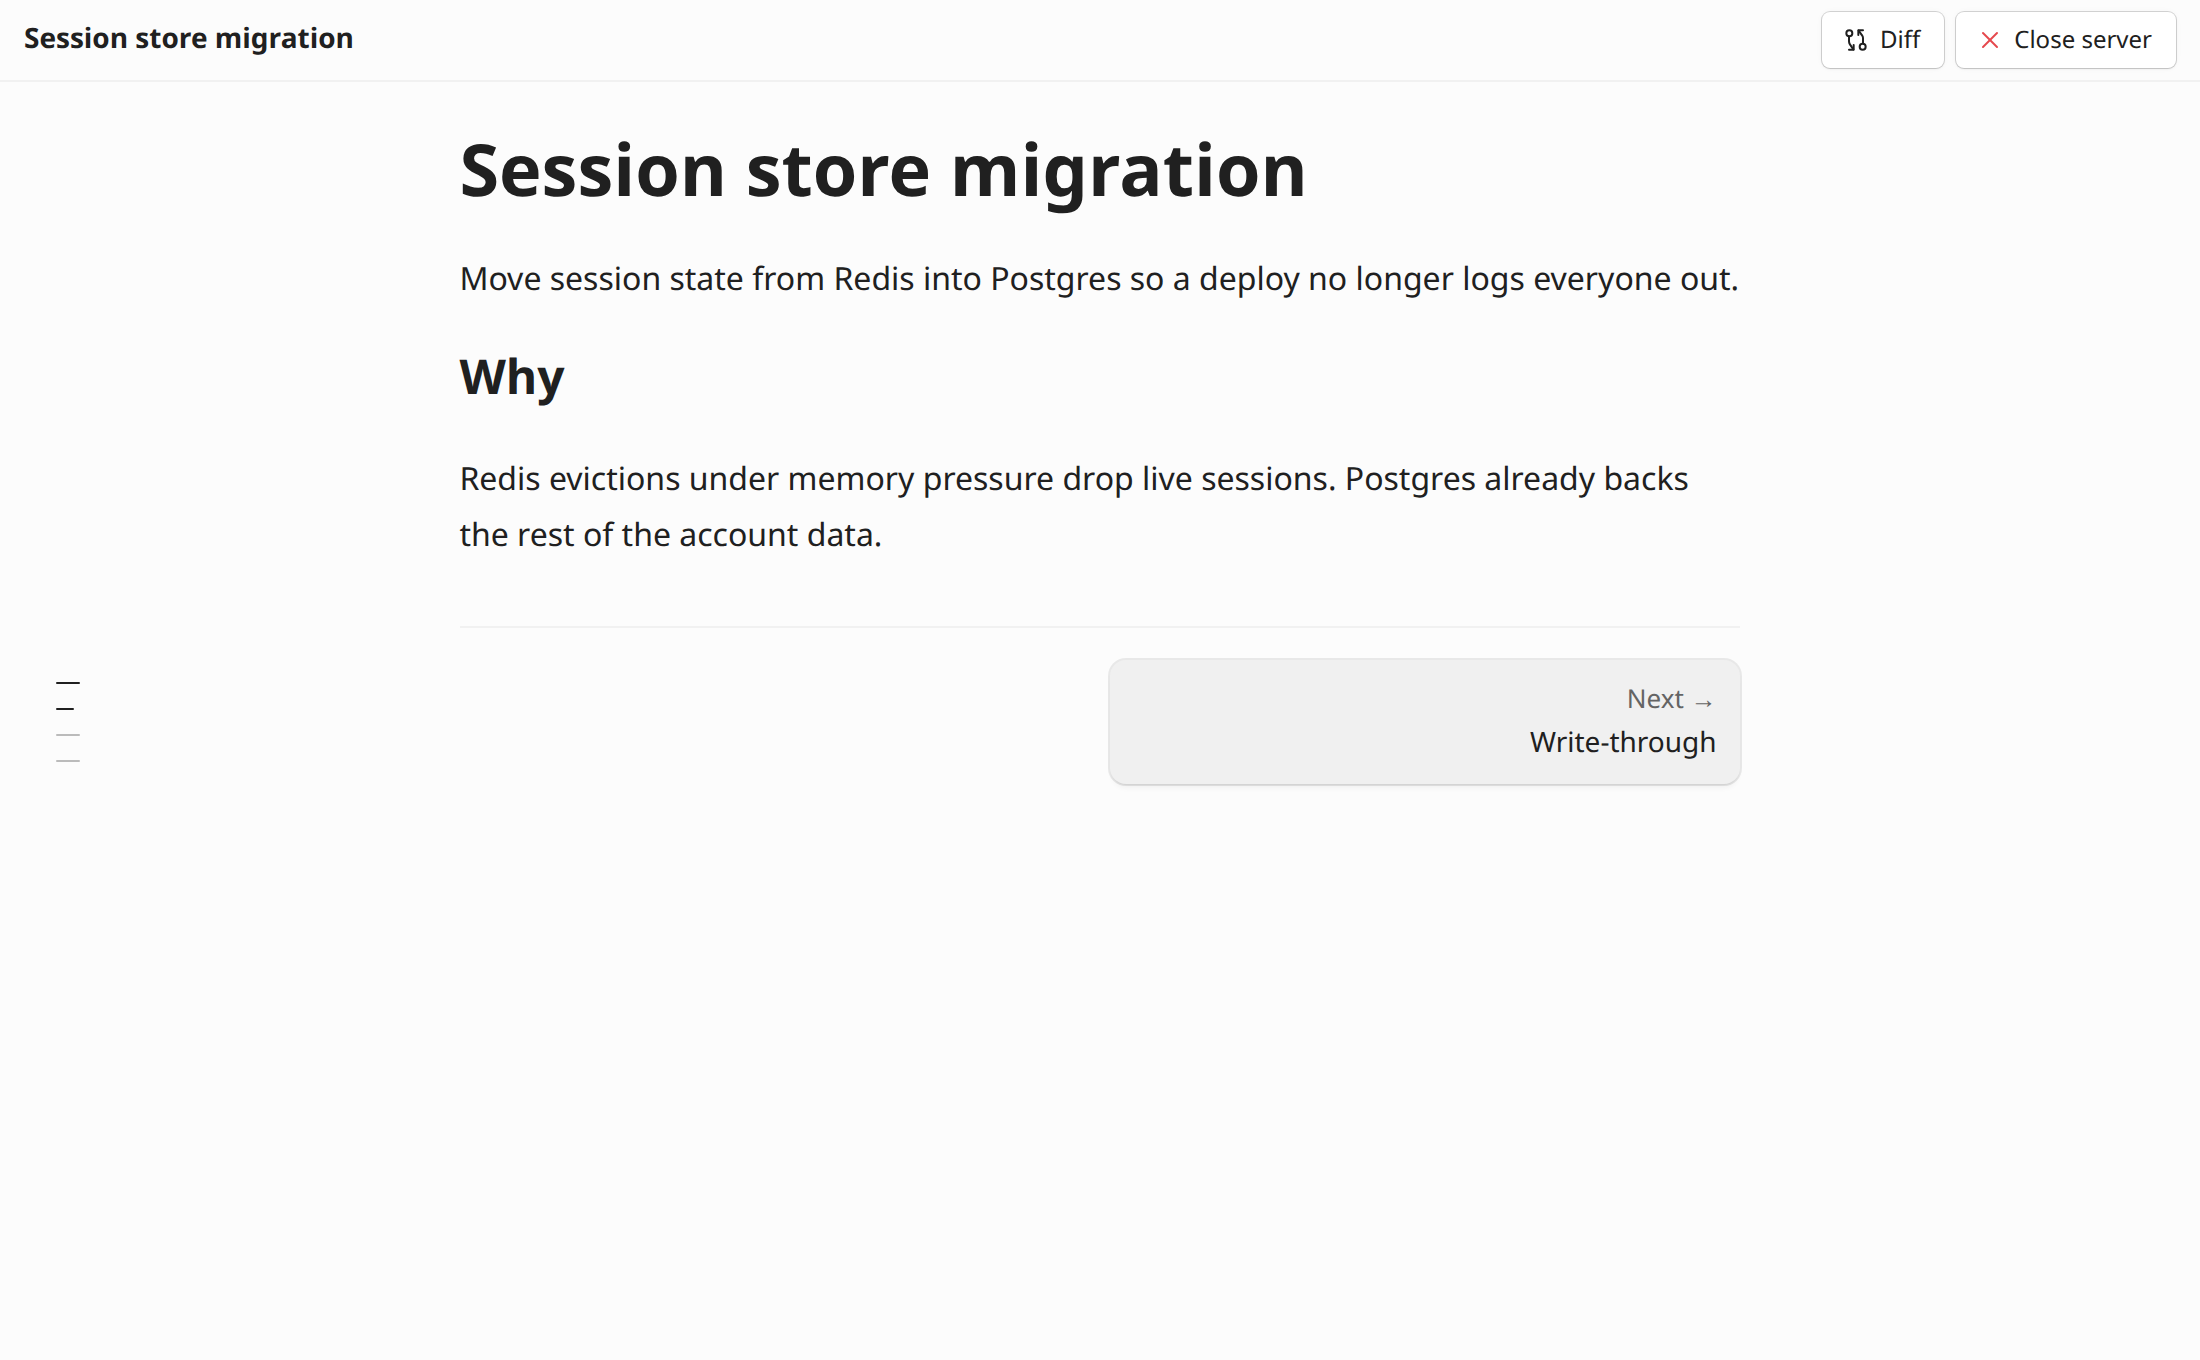 Session store migration
Diff
Close server
Session store migration
Move session state from Redis into Postgres so a deploy no longer logs everyone out.
Why
Redis evictions under memory pressure drop live sessions. Postgres already backs
the rest of the account data.
Next →
Write-through